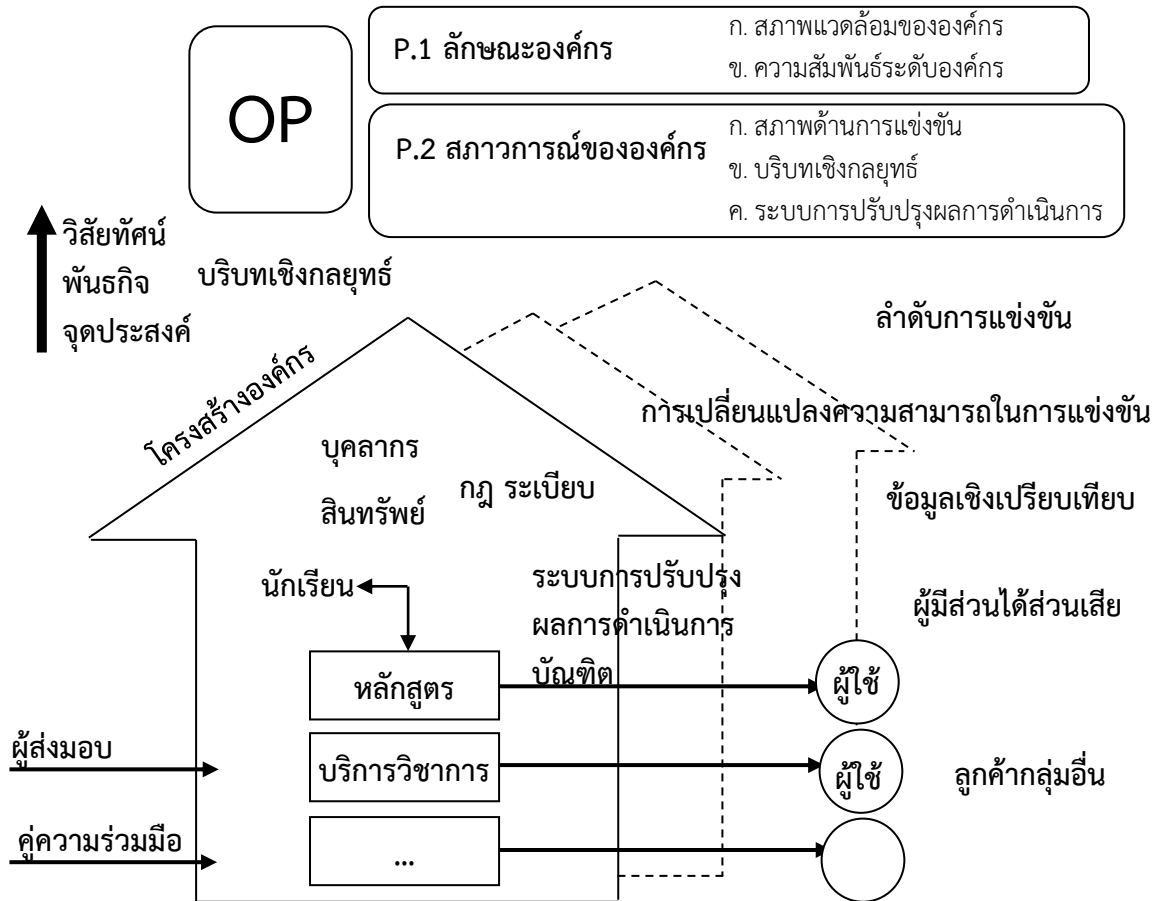 OP
P.1 ลักษณะองค์กร
ก. สภาพแวดล้อมขององค์กร
ข. ความสัมพันธ์ระดับองค์กร
P.2 สภาวการณ์ขององค์กร
ก. สภาพด้านการแข่งขัน
ข. บริบทเชิงกลยุทธ์
ค. ระบบการปรับปรุงผลการดำเนินการ
วิสัยทัศน์
พันธกิจ
จุดประสงค์
บริบทเชิงกลยุทธ์
ลำดับการแข่งขัน
โครงสร้างองค์กร
การเปลี่ยนแปลงความสามารถในการแข่งขัน
บุคลากร
สินทรัพย์
กฎ ระเบียบ
ข้อมูลเชิงเปรียบเทียบ
นักเรียน
ระบบการปรับปรุง
ผลการดำเนินการ
บัณฑิต
ผู้มีส่วนได้ส่วนเสีย
หลักสูตร
ผู้ใช้
ผู้ส่งมอบ
บริการวิชาการ
ผู้ใช้
ลูกค้ากลุ่มอื่น
คู่ความร่วมมือ
...